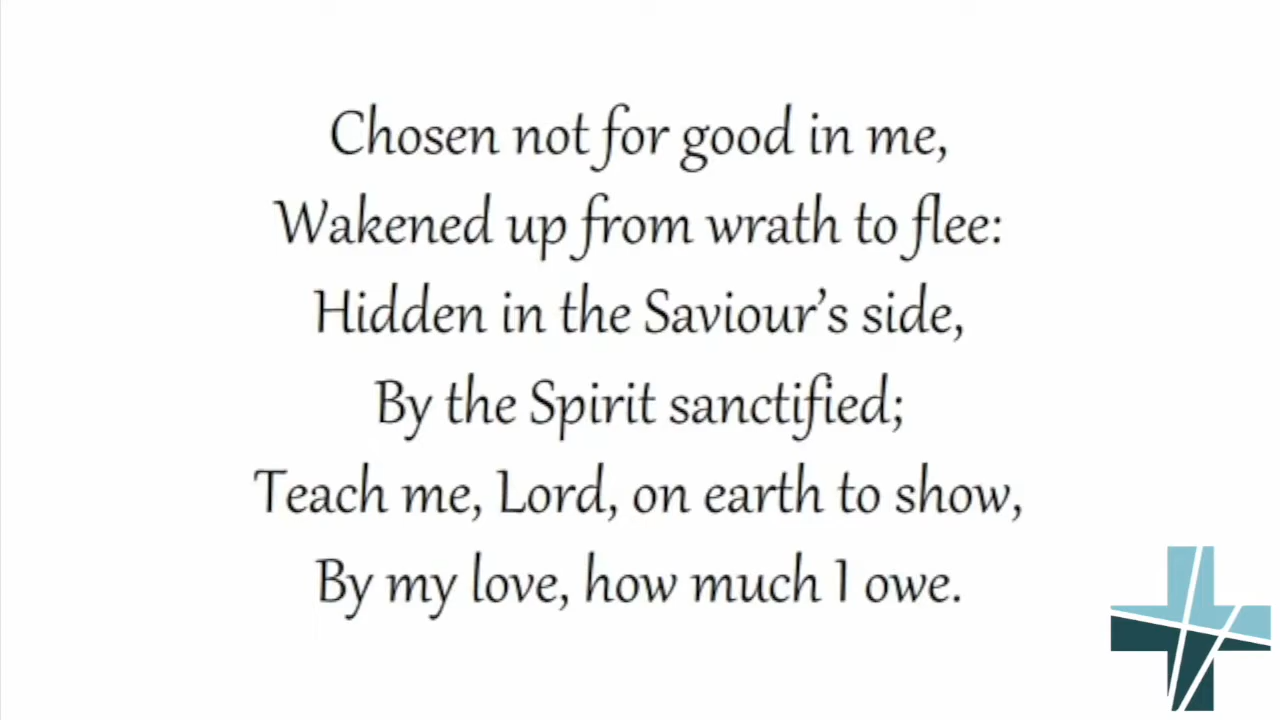 Chosen not for good in me,
Wakened up from wrath to flee:
Hidden in the Saviour’s side,
By the Spirit sanctified;
Teach me, Lord, on earth to show,
By my love, how much I owe.